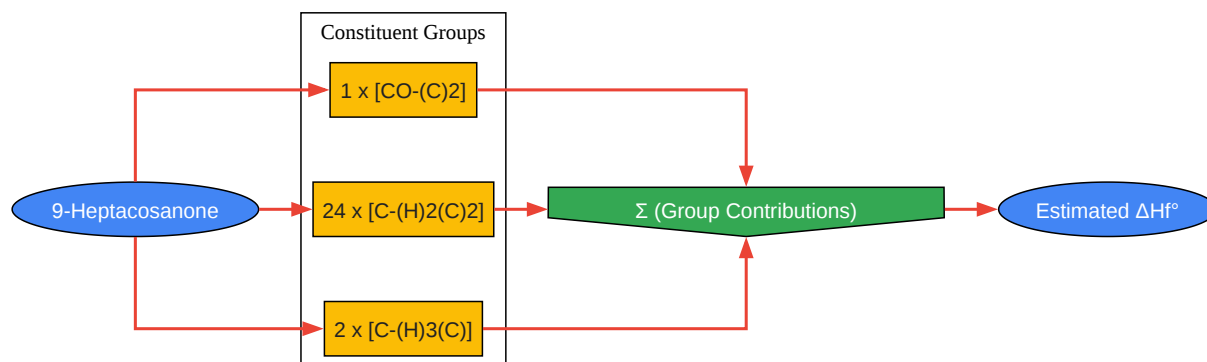 Constituent Groups
1 x [CO-(C)2]
9-Heptacosanone
24 x [C-(H)2(C)2]
Σ (Group Contributions)
Estimated ΔHf°
2 x [C-(H)3(C)]